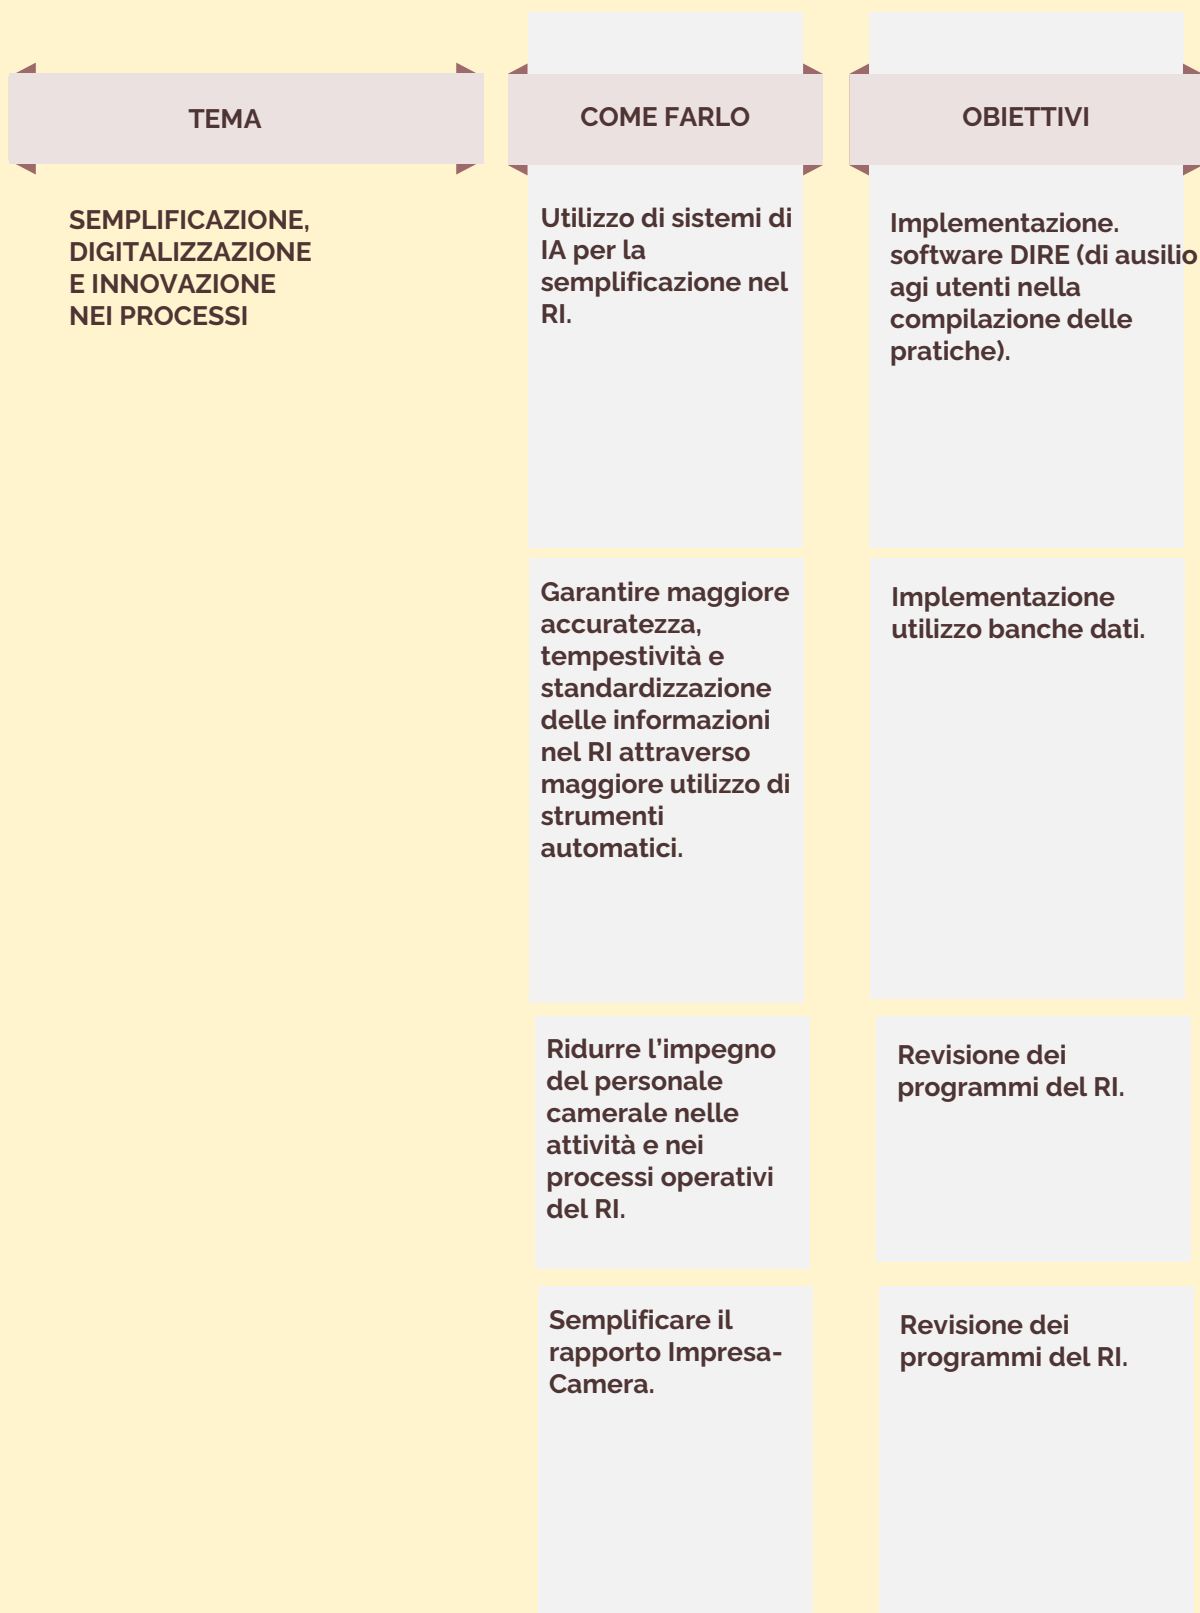 TEMA
COME FARLO
OBIETTIVI
SEMPLIFICAZIONE,
DIGITALIZZAZIONE
E INNOVAZIONE
NEI PROCESSI
Utilizzo di sistemi di
IA per la
semplificazione nel
RI.
Implementazione.
software DIRE (di ausilio
agi utenti nella
compilazione delle
pratiche).
Garantire maggiore
accuratezza,
tempestività e
standardizzazione
delle informazioni
nel RI attraverso
maggiore utilizzo di
strumenti
automatici.
Implementazione
utilizzo banche dati.
Ridurre l’impegno
del personale
camerale nelle
attività e nei
processi operativi
del RI.
Revisione dei
programmi del RI.
Semplificare il
rapporto Impresa-
Camera.
Revisione dei
programmi del RI.